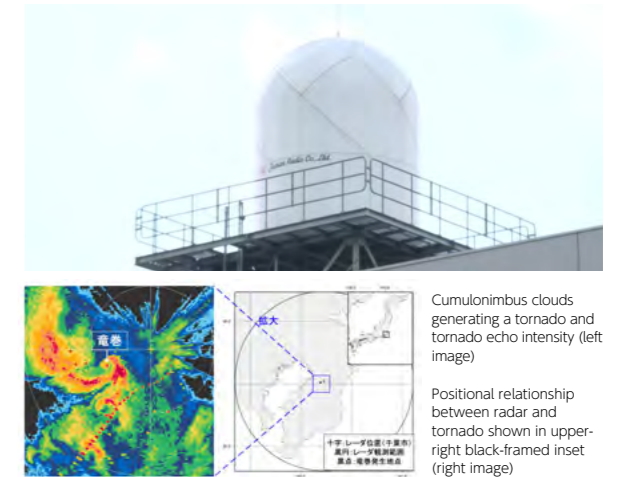 Japan Radio Co., Ltd.
竜巻
拡大
十字：レーダ位置(千葉市)
黒円：レーダ観測範囲
黒点：竜巻発生地点
Cumulonimbus clouds
generating a tornado and
tornado echo intensity (left
image)
Positional relationship
between radar and
tornado shown in upper-
right black-framed inset
(right image)